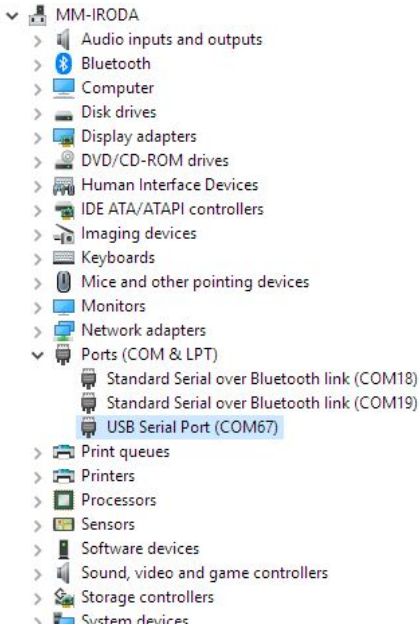 MM-IRODA
Audio inputs and outputs
Bluetooth
Computer
Disk drives
Display adapters
DVD/CD-ROM drives
Human Interface Devices
IDE ATA/ATAPI controllers
Imaging devices
Keyboards
Mice and other pointing devices
Monitors
Network adapters
Ports (COM & LPT)
Standard Serial over Bluetooth link (COM18)
Standard Serial over Bluetooth link (COM19)
USB Serial Port (COM67)
Print queues
Printers
Processors
Sensors
Software devices
Sound, video and game controllers
Storage controllers
System devices